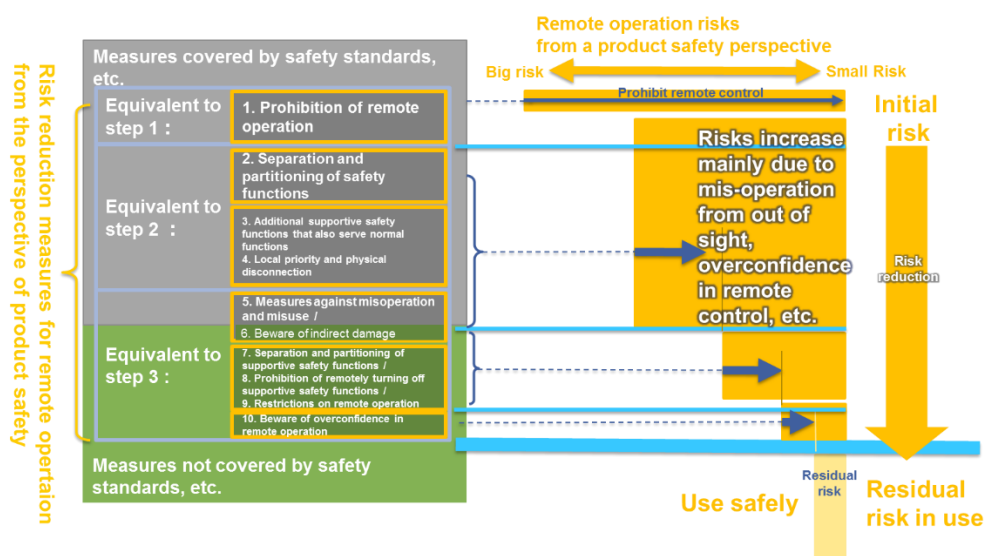 Remote operation risks
from a product safety perspective
Big risk
Small Risk
Risk reduction measures for remote opertaion
from the perspective of product safety
Measures covered by safety standards,
etc.
Equivalent to
step 1 :
1. Prohibition of remote
operation
Prohibit remote control
Initial
risk
Equivalent to
step 2 :
2. Separation and
partitioning of safety
functions
3. Additional supportive safety
functions that also serve normal
functions
4. Local priority and physical
disconnection
Risks increase
mainly due to
mis-operation
from out of
sight,
overconfidence
in remote
control, etc.
Risk
reduction
Equivalent to
step 3 :
5. Measures against misoperation
and misuse /
6. Beware of indirect damage
7. Separation and partitioning of
supportive safety functions /
8. Prohibition of remotely turning off
supportive safety functions /
9. Restrictions on remote operation
10. Beware of overconfidence in
remote operation
Measures not covered by safety
standards, etc.
Residual
risk
Use safely
Residual
risk in use